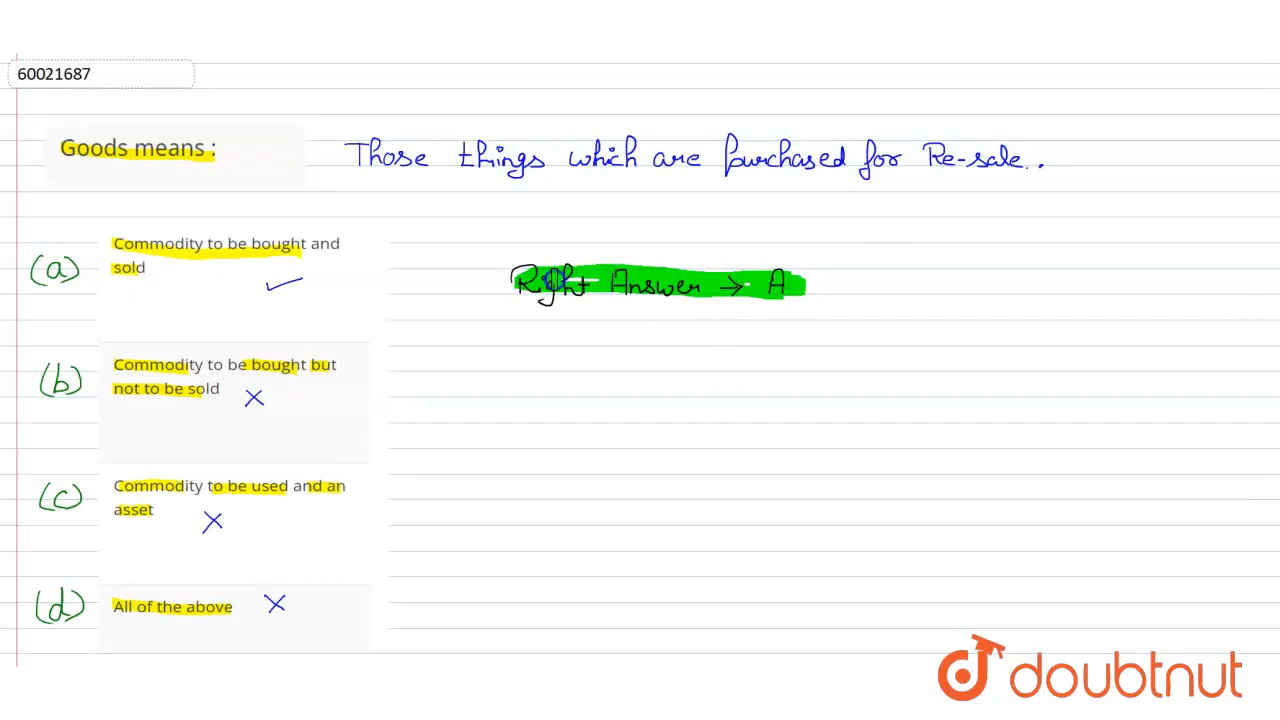 60021687
Goods means :
Those things which are purchased for Re-sale..
(a)
Commodity to be bought and
sold
Right Answer → A
(b)
Commodity to be bought but
not to be sold
(c)
Commodity to be used and an
asset
(d)
All of the above
doubtnut